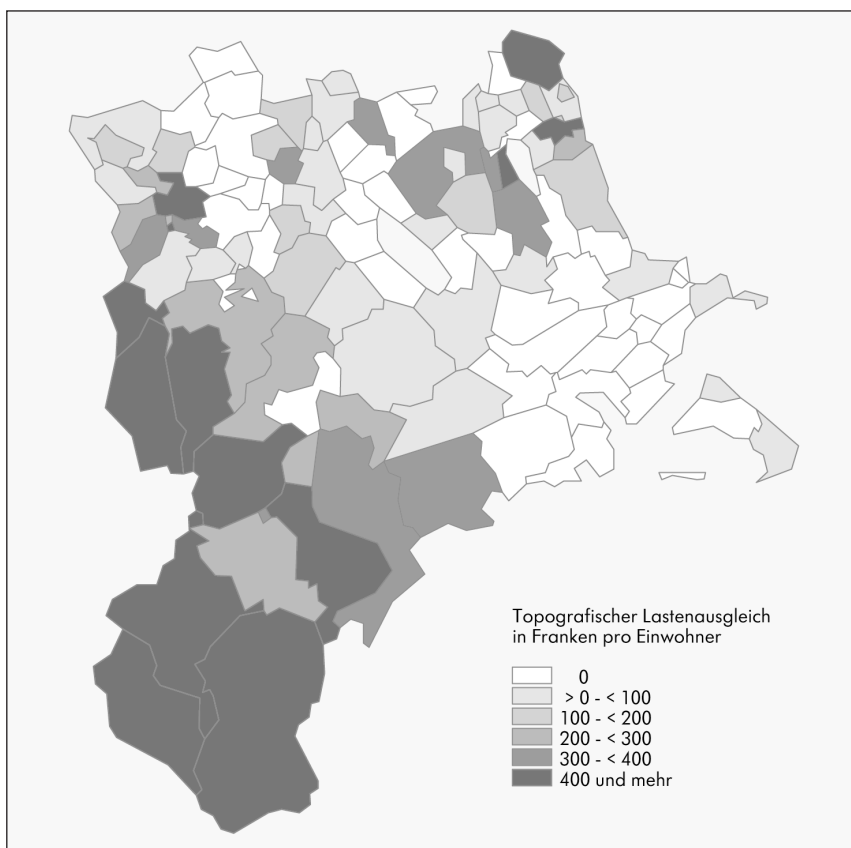 Topografischer Lastenausgleich
in Franken pro Einwohner
0
> 0 - < 100
100 - < 200
200 - < 300
300 - < 400
400 und mehr